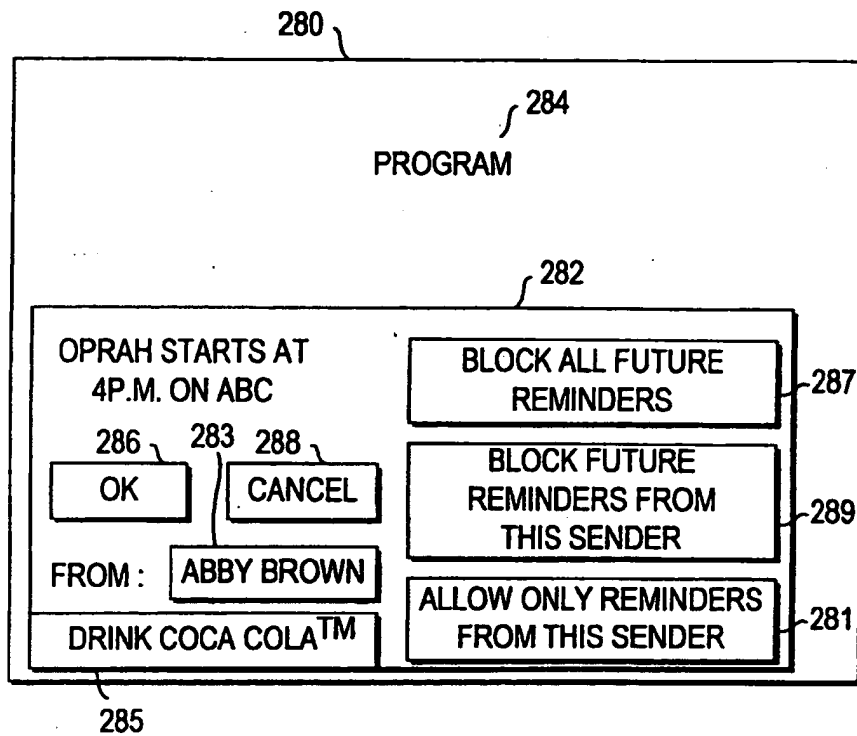 280
284
PROGRAM
282
OPRAH STARTS AT
4P.M. ON ABC
BLOCK ALL FUTURE
REMINDERS
287
286
283
288
OK
CANCEL
BLOCK FUTURE
REMINDERS FROM
THIS SENDER
289
FROM :
ABBY BROWN
DRINK COCA COLA™
ALLOW ONLY REMINDERS
FROM THIS SENDER
281
285